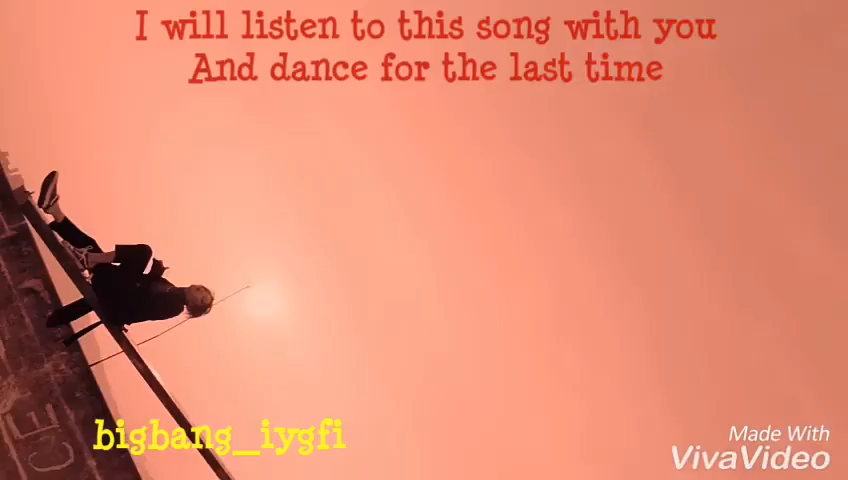 I will listen to this song with you
And dance for the last time
bigbang_iygfi
Made With
VivaVideo